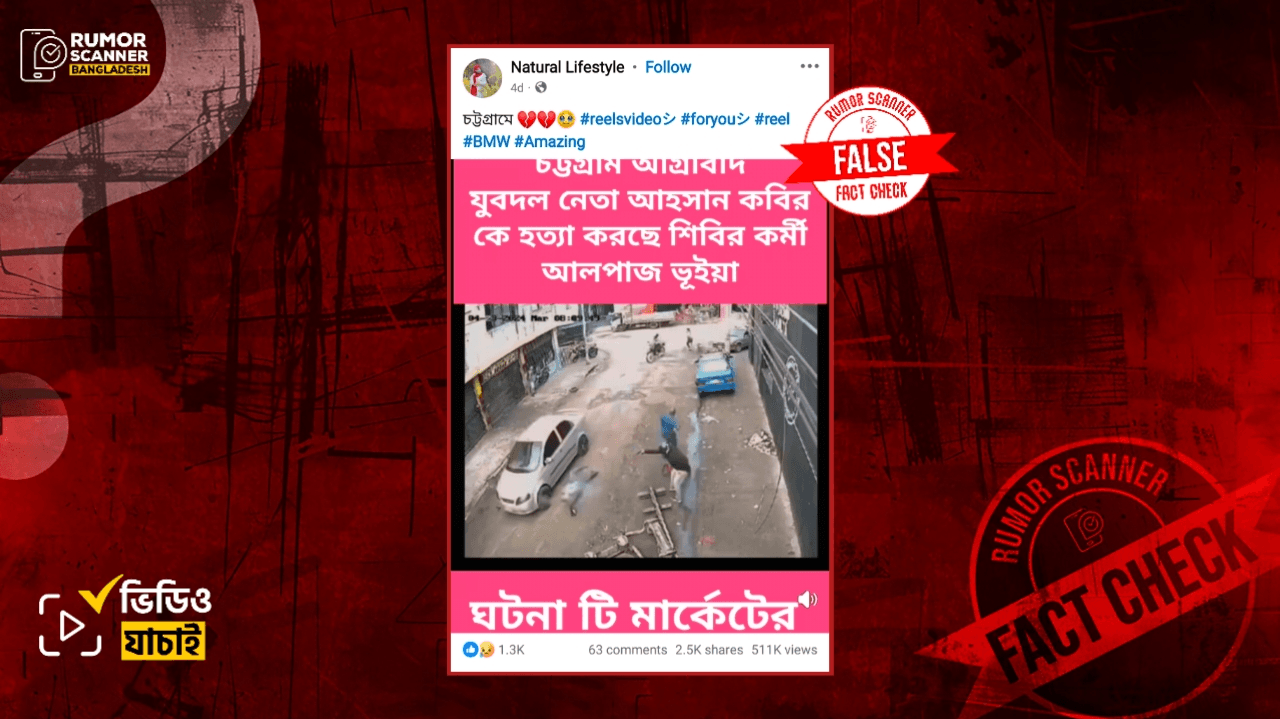 RUMOR
SCANNER
BANGLADESH
Natural Lifestyle · Follow
4d ·
চট্টগ্রামে 💔💔🥹 #reelsvideoシ #foryouシ #reel
#BMW #Amazing
চট্টগ্রাম আগ্রাবাদ
যুবদল নেতা আহসান কবির
কে হত্যা করছে শিবির কর্মী
আলপাজ ভূইয়া
ঘটনা টি মার্কেটের
1.3K 63 comments 2.5K shares 511K views
RUMOR SCANNER
FALSE
FACT CHECK
ভিডিও
যাচাই
RUMOR SCANNER
FACT CHECK